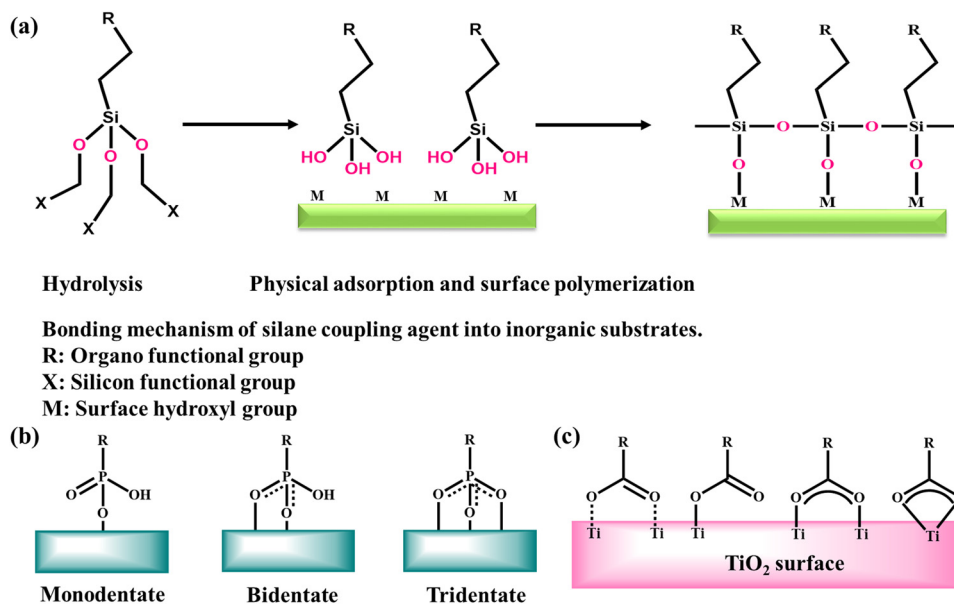 (a)
R
Si
O O O
X X X
R R
Si Si
HO OH OH HO OH OH
M M M M
R R R
Si O Si O Si
O O O
M M M
Hydrolysis
Physical adsorption and surface polymerization
Bonding mechanism of silane coupling agent into inorganic substrates.
R: Organo functional group
X: Silicon functional group
M: Surface hydroxyl group
(b)
R
P
O OH
O
Monodentate
R
P
O OH
O
Bidentate
R
P
O O
O
Tridentate
(c)
R R R R
O O O O O O O O
Ti Ti Ti Ti Ti Ti
TiO₂ surface